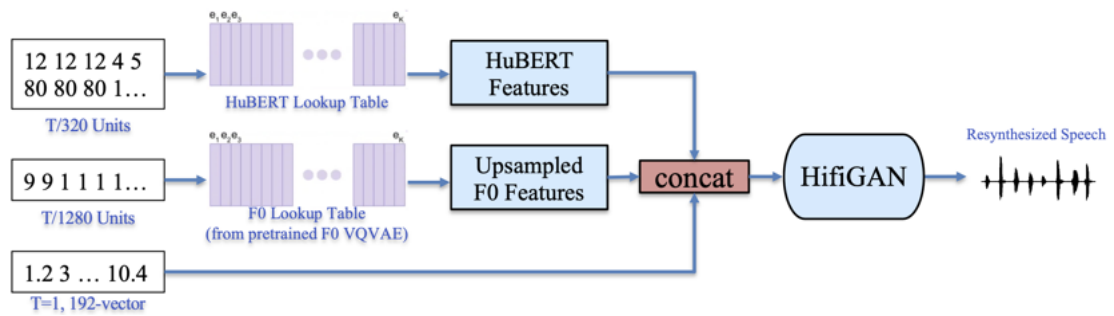 e1 e2 e3 eK
12 12 12 4 5
80 80 80 1…
T/320 Units
HuBERT Lookup Table
HuBERT
Features
e1 e2 e3 eK
9 9 1 1 1 1…
T/1280 Units
F0 Lookup Table
(from pretrained F0 VQVAE)
Upsampled
F0 Features
1.2 3 … 10.4
T=1, 192-vector
concat
HifiGAN
Resynthesized Speech